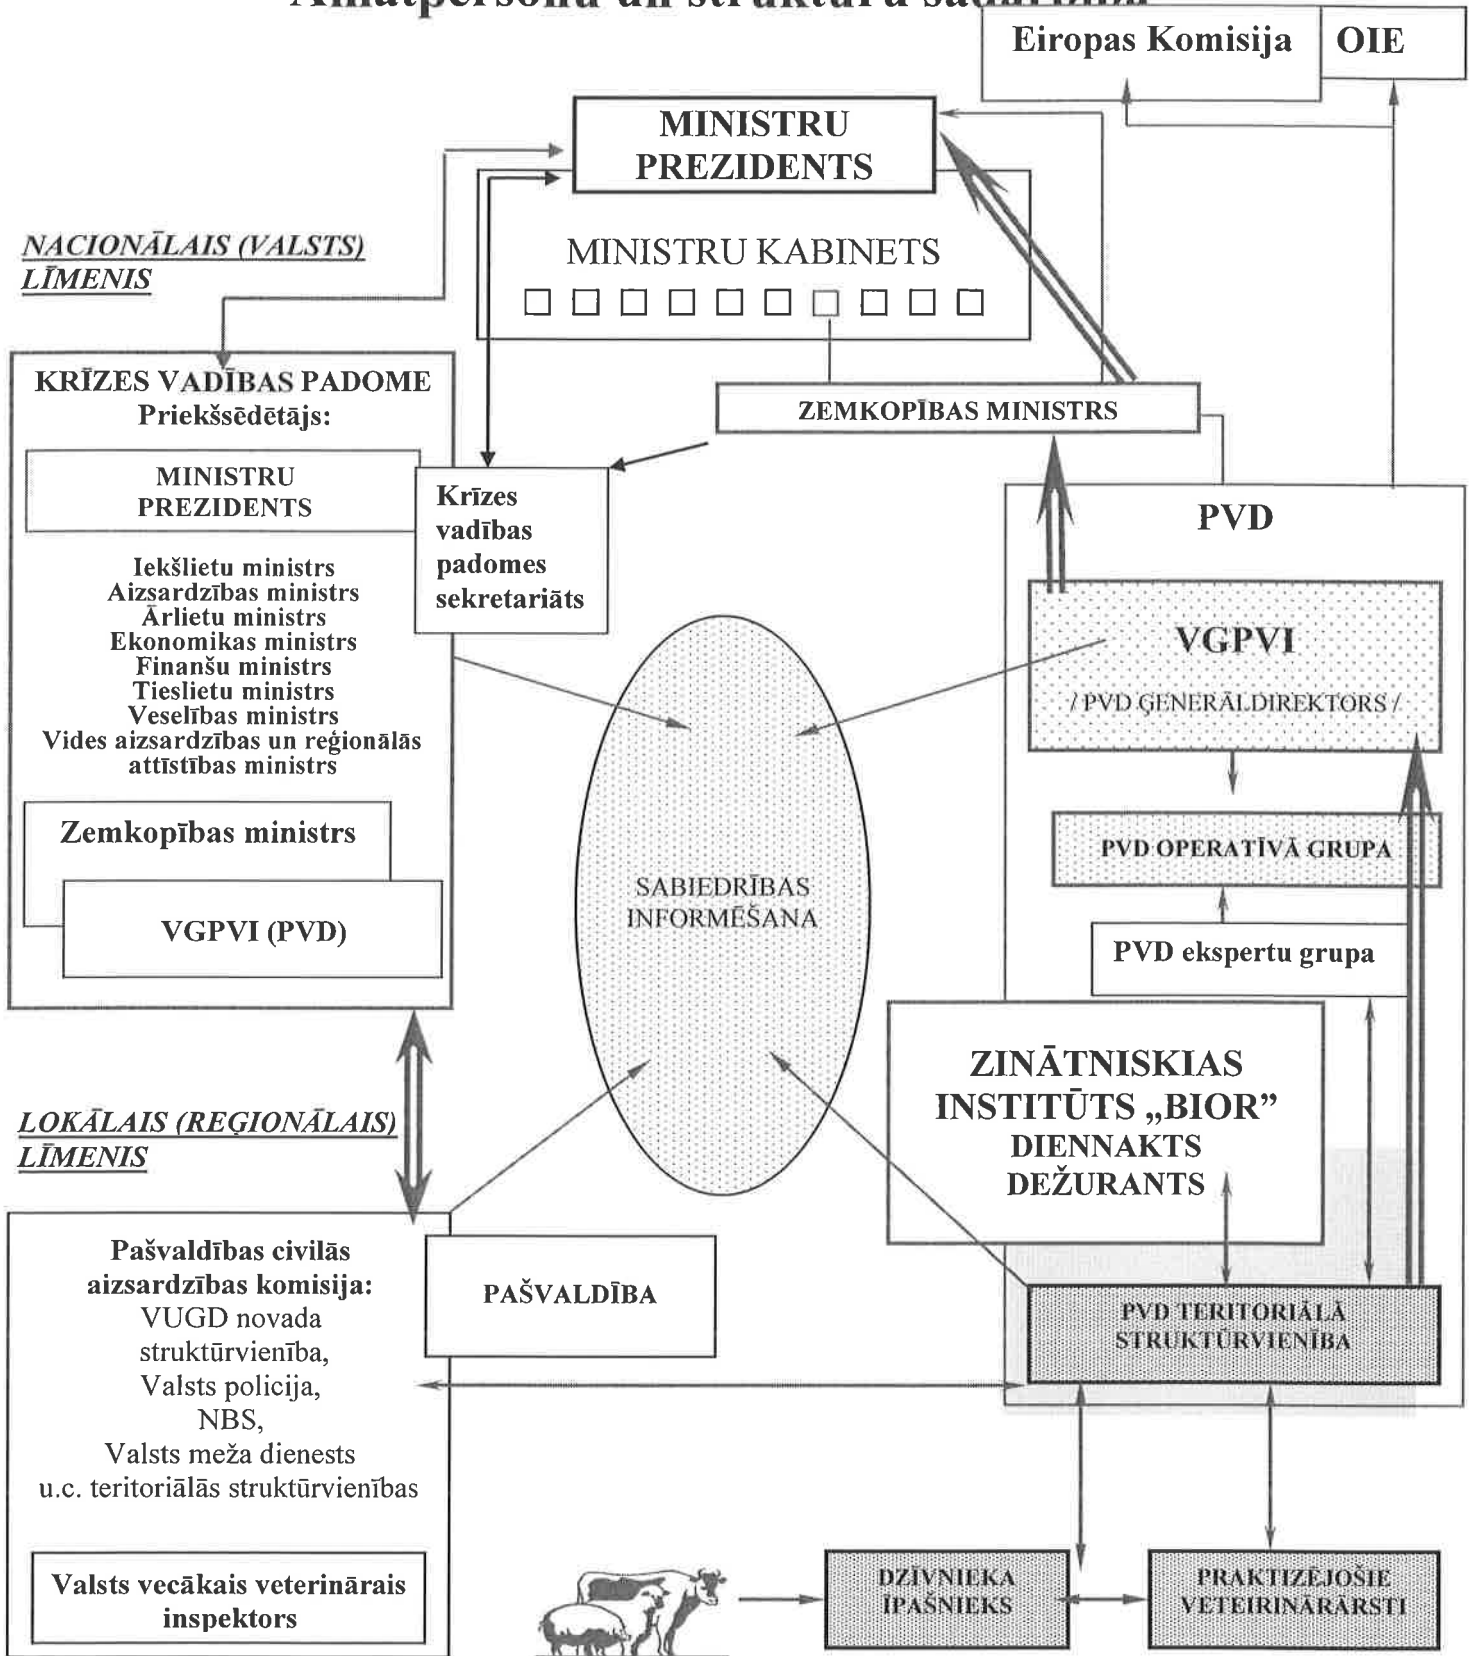 Eiropas Komisija
OIE
MINISTRU
PREZIDENTS
MINISTRU KABINETS
NACIONĀLAIS (VALSTS)
LĪMENIS
KRĪZES VADĪBAS PADOME
Priekšsēdētājs:
MINISTRU
PREZIDENTS
Iekšlietu ministrs
Aizsardzības ministrs
Ārlietu ministrs
Ekonomikas ministrs
Finanšu ministrs
Tieslietu ministrs
Veselības ministrs
Vides aizsardzības un reģionālās
attīstības ministrs
Zemkopības ministrs
VGPVI (PVD)
Krīzes
vadības
padomes
sekretariāts
ZEMKOPĪBAS MINISTRS
PVD
VGPVI
/ PVD ĢENERĀLDIREKTORS /
PVD OPERATĪVĀ GRUPA
PVD ekspertu grupa
SABIEDRĪBAS
INFORMĒŠANA
ZINĀTNISKIAS
INSTITŪTS „BIOR”
DIENNAKTS
DEŽURANTS
LOKĀLAIS (REĢIONĀLAIS)
LĪMENIS
Pašvaldības civilās
aizsardzības komisija:
VUGD novada
struktūrvienība,
Valsts policija,
NBS,
Valsts meža dienests
u.c. teritoriālās struktūrvienības
Valsts vecākais veterinārais
inspektors
PAŠVALDĪBA
PVD TERITORIĀLĀ
STRUKTŪRVIENĪBA
DZĪVNIEKA
ĪPAŠNIEKS
PRAKTIZĒJOŠIE
VETEIRINĀRĀRSTI